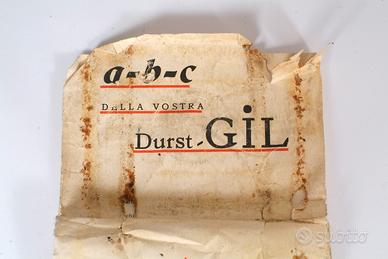 a-b-c
DELLA VOSTRA
Durst-GiL
subito